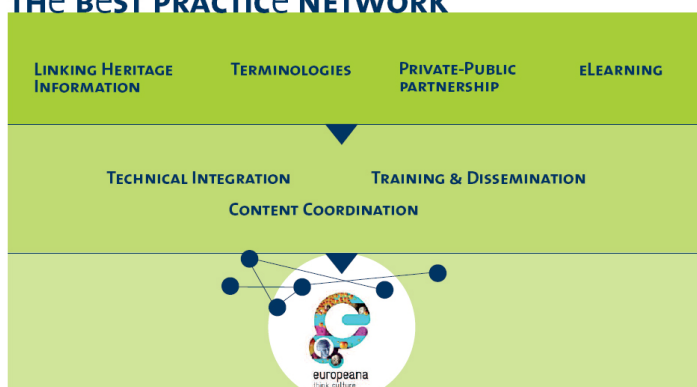 THe BeST PRACTICe NETWORK
LINKING HERITAGE TERMINOLOGIES PRIVATE-PUBLIC eLEARNING
INFORMATION PARTNERSHIP
TECHNICAL INTEGRATION TRAINING & DISSEMINATION
CONTENT COORDINATION
europeana
think culture